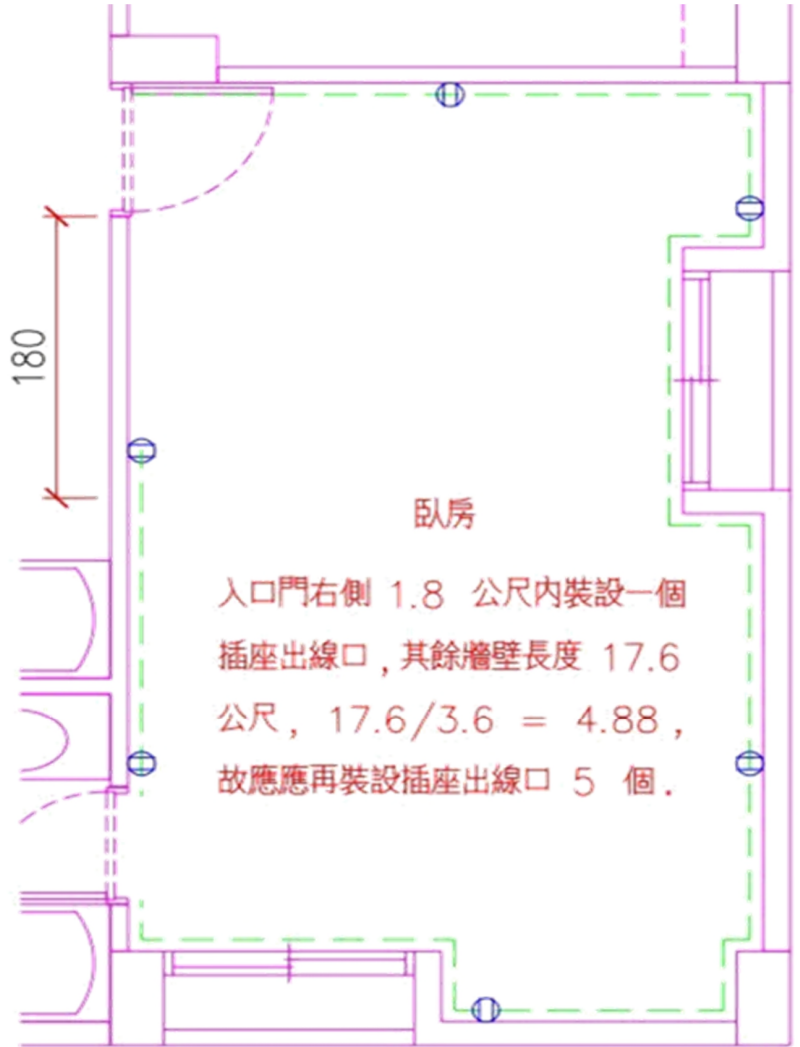 180
臥房
入口門右側 1.8 公尺內裝設一個
插座出線口，其餘牆壁長度 17.6
公尺，17.6/3.6 = 4.88，
故應應再裝設插座出線口 5 個.